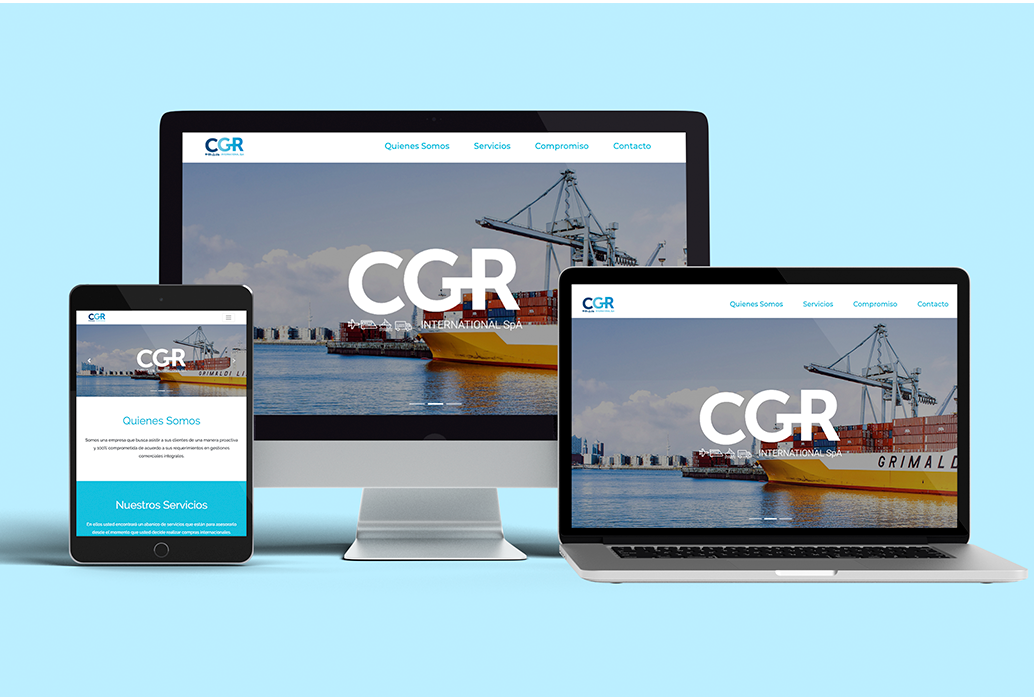 CGR
Quienes Somos
Servicios
Compromiso
Contacto
CGR
INTERNATIONAL SpA
CGR
CGR
GRIMALDI LI
Quienes Somos
Somos una empresa que busca asistir a sus clientes de una manera proactiva
y 100% comprometida de acuerdo a sus requerimientos en gestiones
comerciales integrales.
Nuestros Servicios
En ellos usted encontrará un abanico de servicios que están para asesorarlo
desde el momento que usted decide realizar compras internacionales
CGR
Quienes Somos
Servicios
Compromiso
Contacto
CGR
INTERNATIONAL SpA
GRIMALD